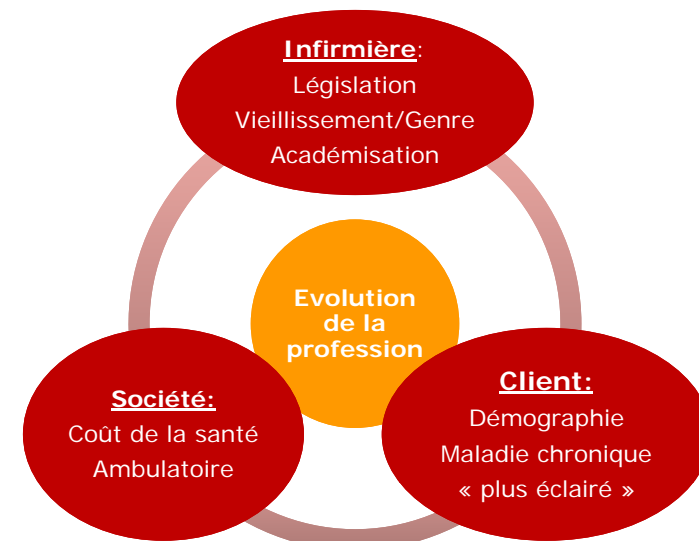 Infirmière:
Législation
Vieillissement/Genre
Académisation
Evolution
de la
profession
Société:
Coût de la santé
Ambulatoire
Client:
Démographie
Maladie chronique
« plus éclairé »